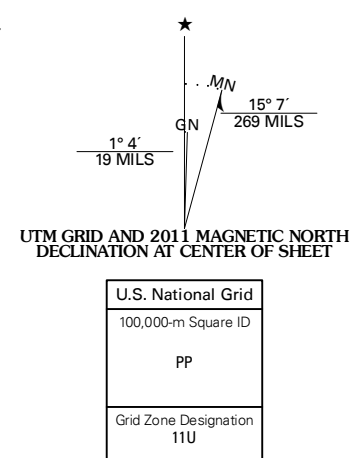 ★
MN
GN
15° 7´
269 MILS
1° 4´
19 MILS
UTM GRID AND 2011 MAGNETIC NORTH
DECLINATION AT CENTER OF SHEET
U.S. National Grid
100,000-m Square ID
PP
Grid Zone Designation
11U